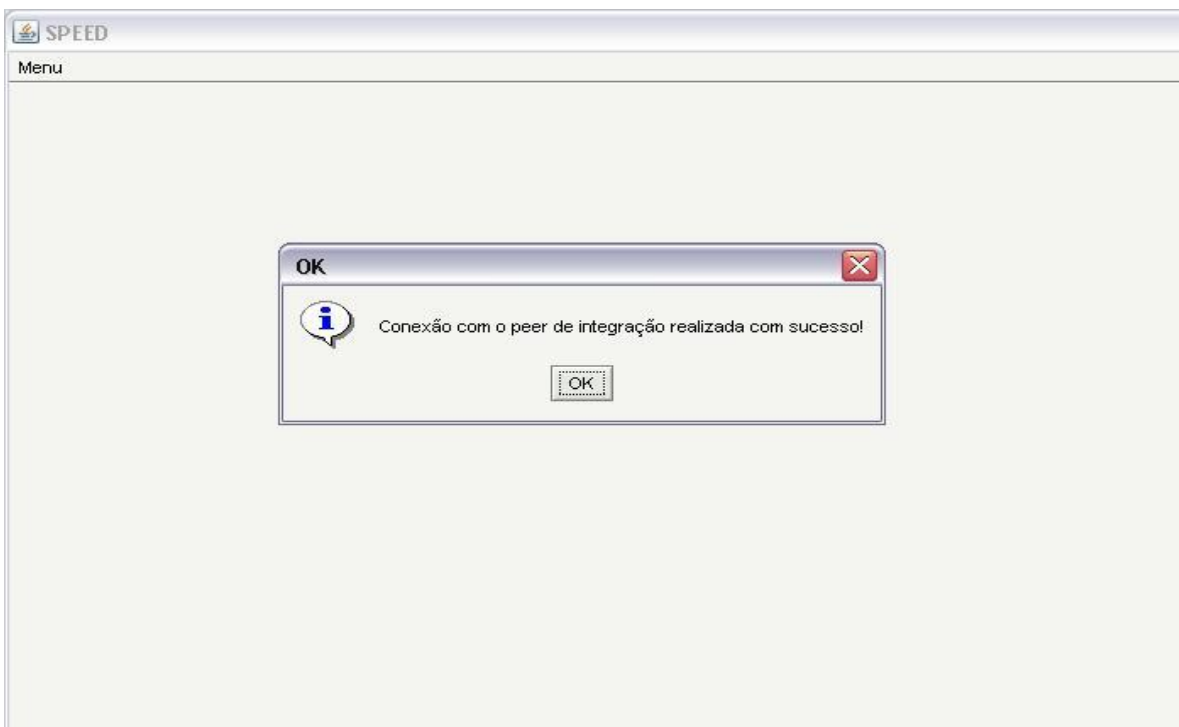 SPEED
Menu
OK
Conexão com o peer de integração realizada com sucesso!
OK